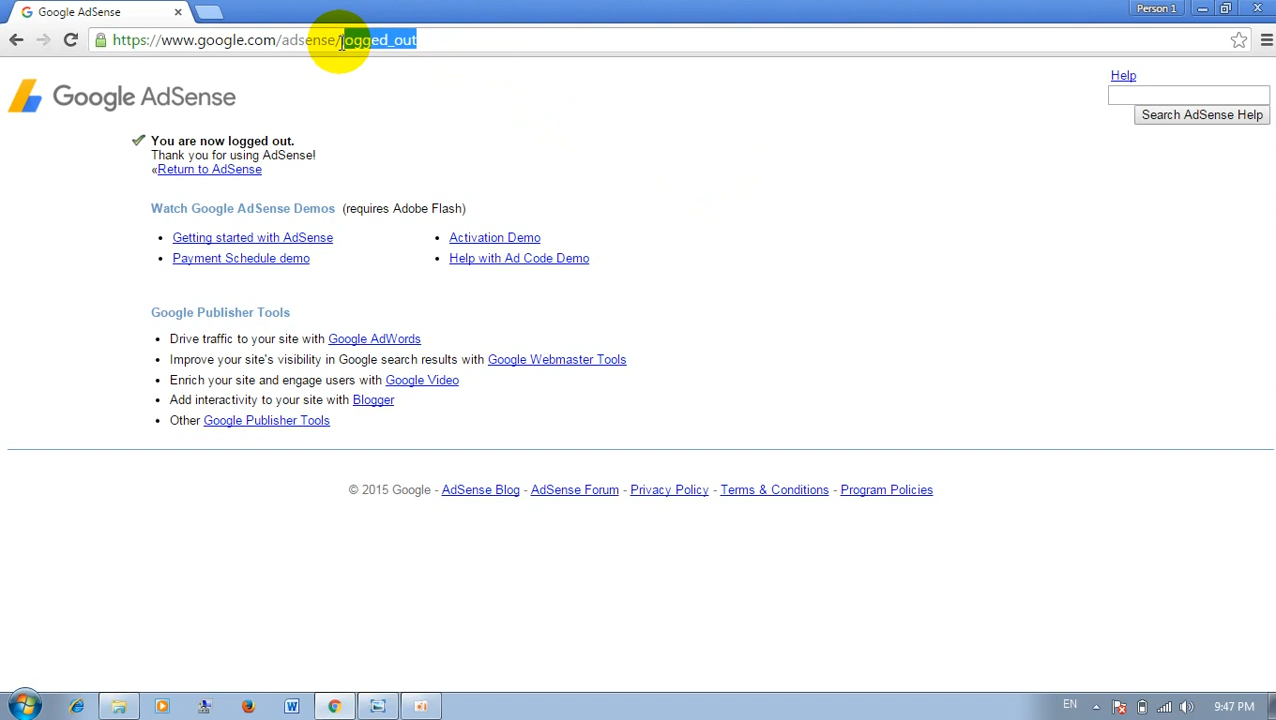 Google AdSense
Person 1
https://www.google.com/adsense/logged_out
Google AdSense
Help
Search AdSense Help
You are now logged out.
Thank you for using AdSense!
«Return to AdSense
Watch Google AdSense Demos (requires Adobe Flash)
• Getting started with AdSense
• Activation Demo
• Payment Schedule demo
• Help with Ad Code Demo
Google Publisher Tools
• Drive traffic to your site with Google AdWords
• Improve your site's visibility in Google search results with Google Webmaster Tools
• Enrich your site and engage users with Google Video
• Add interactivity to your site with Blogger
• Other Google Publisher Tools
© 2015 Google - AdSense Blog - AdSense Forum - Privacy Policy - Terms & Conditions - Program Policies
EN
9:47 PM